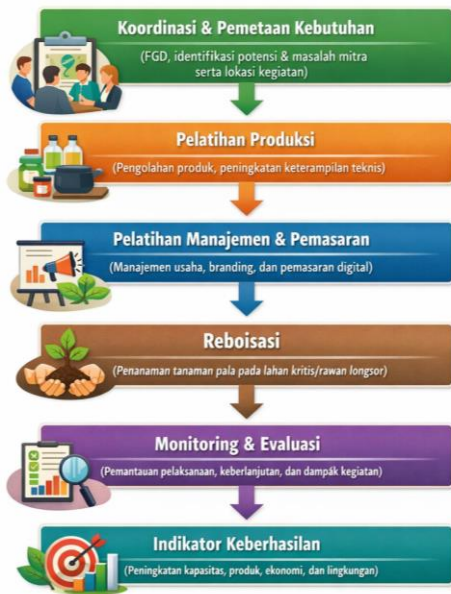 Koordinasi & Pemetaan Kebutuhan
(FGD, identifikasi potensi & masalah mitra
serta lokasi kegiatan)
Pelatihan Produksi
(Pengolahan produk, peningkatan keterampilan teknis)
Pelatihan Manajemen & Pemasaran
(Manajemen usaha, branding, dan pemasaran digital)
Reboisasi
(Penanaman tanaman pala pada lahan kritis/rawan longsor)
Monitoring & Evaluasi
(Pemantauan pelaksanaan, keberlanjutan, dan dampak kegiatan)
Indikator Keberhasilan
(Peningkatan kapasitas, produk, ekonomi, dan lingkungan)